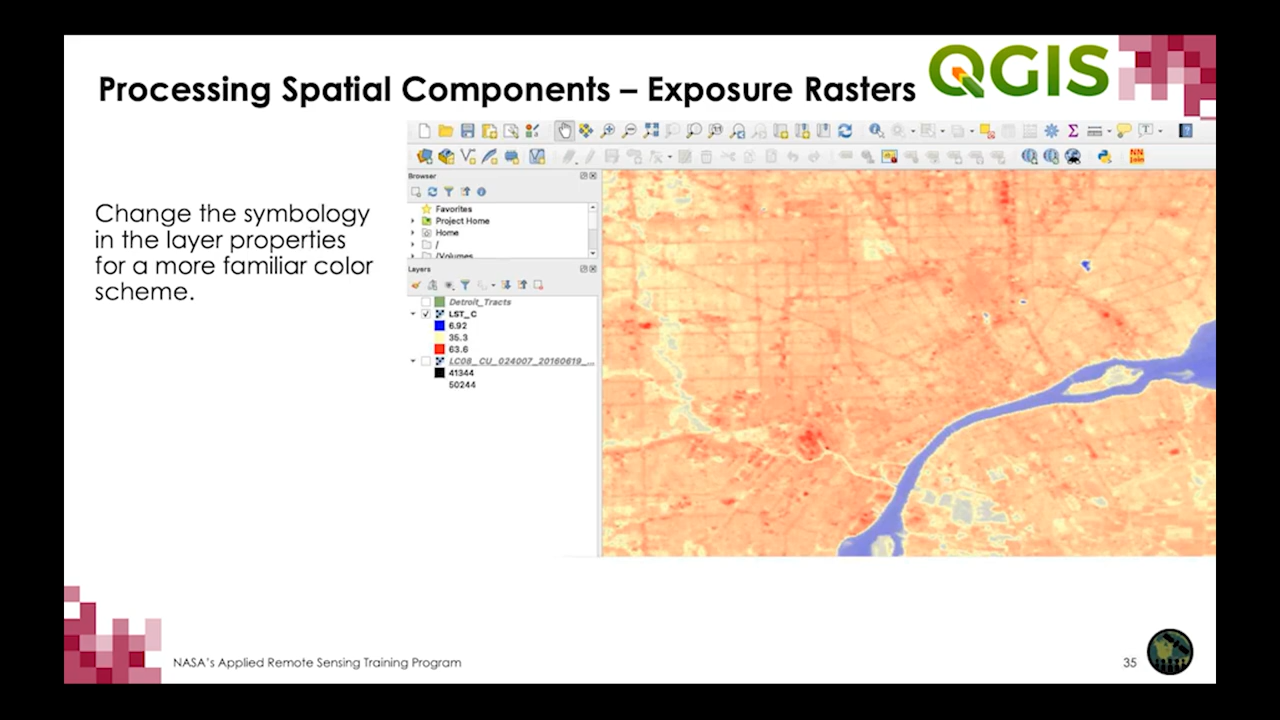 Processing Spatial Components – Exposure Rasters
QGIS
Change the symbology
in the layer properties
for a more familiar color
scheme.
Browser
Favorites
Project Home
Home
/
/Volumes
Layers
Detroit_Tracts
LST_C
6.92
35.3
63.6
LC08_CU_024007_20160619_...
41344
50244
NN
Join
NASA's Applied Remote Sensing Training Program
35